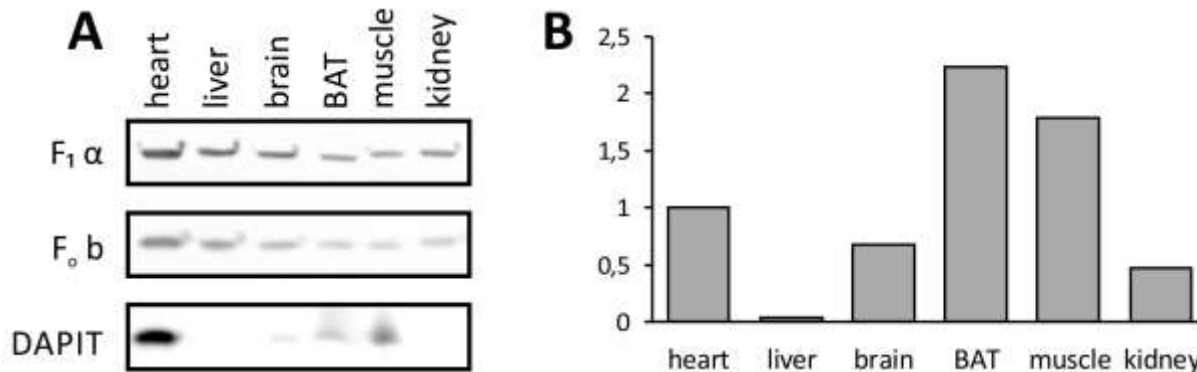 A
heart liver brain BAT muscle kidney
F₁ α
Fₒ b
DAPIT
B
2,5
2
1,5
1
0,5
0
heart liver brain BAT muscle kidney